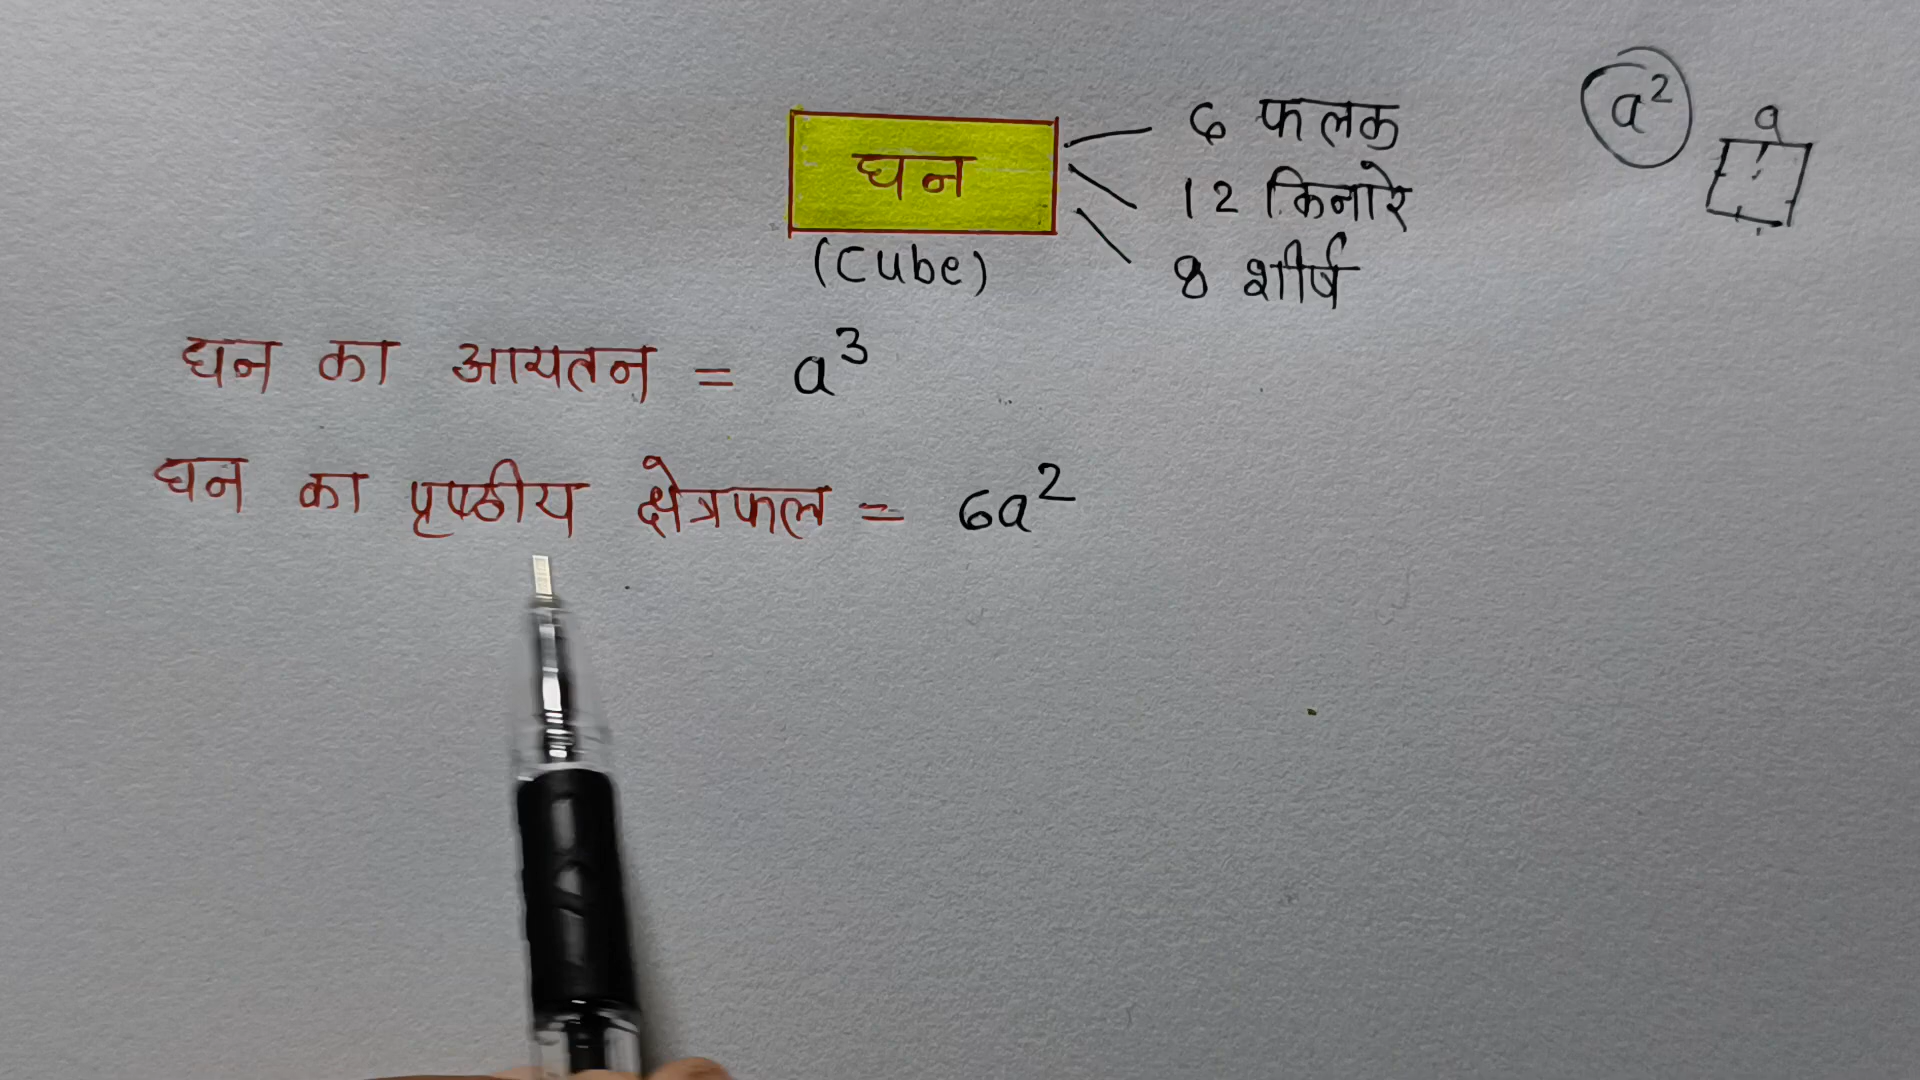 घन
(Cube)
6 फलक
12 किनारे
8 शीर्ष
a²
a
घन का आयतन = a³
घन का पृष्ठीय क्षेत्रफल = 6a²